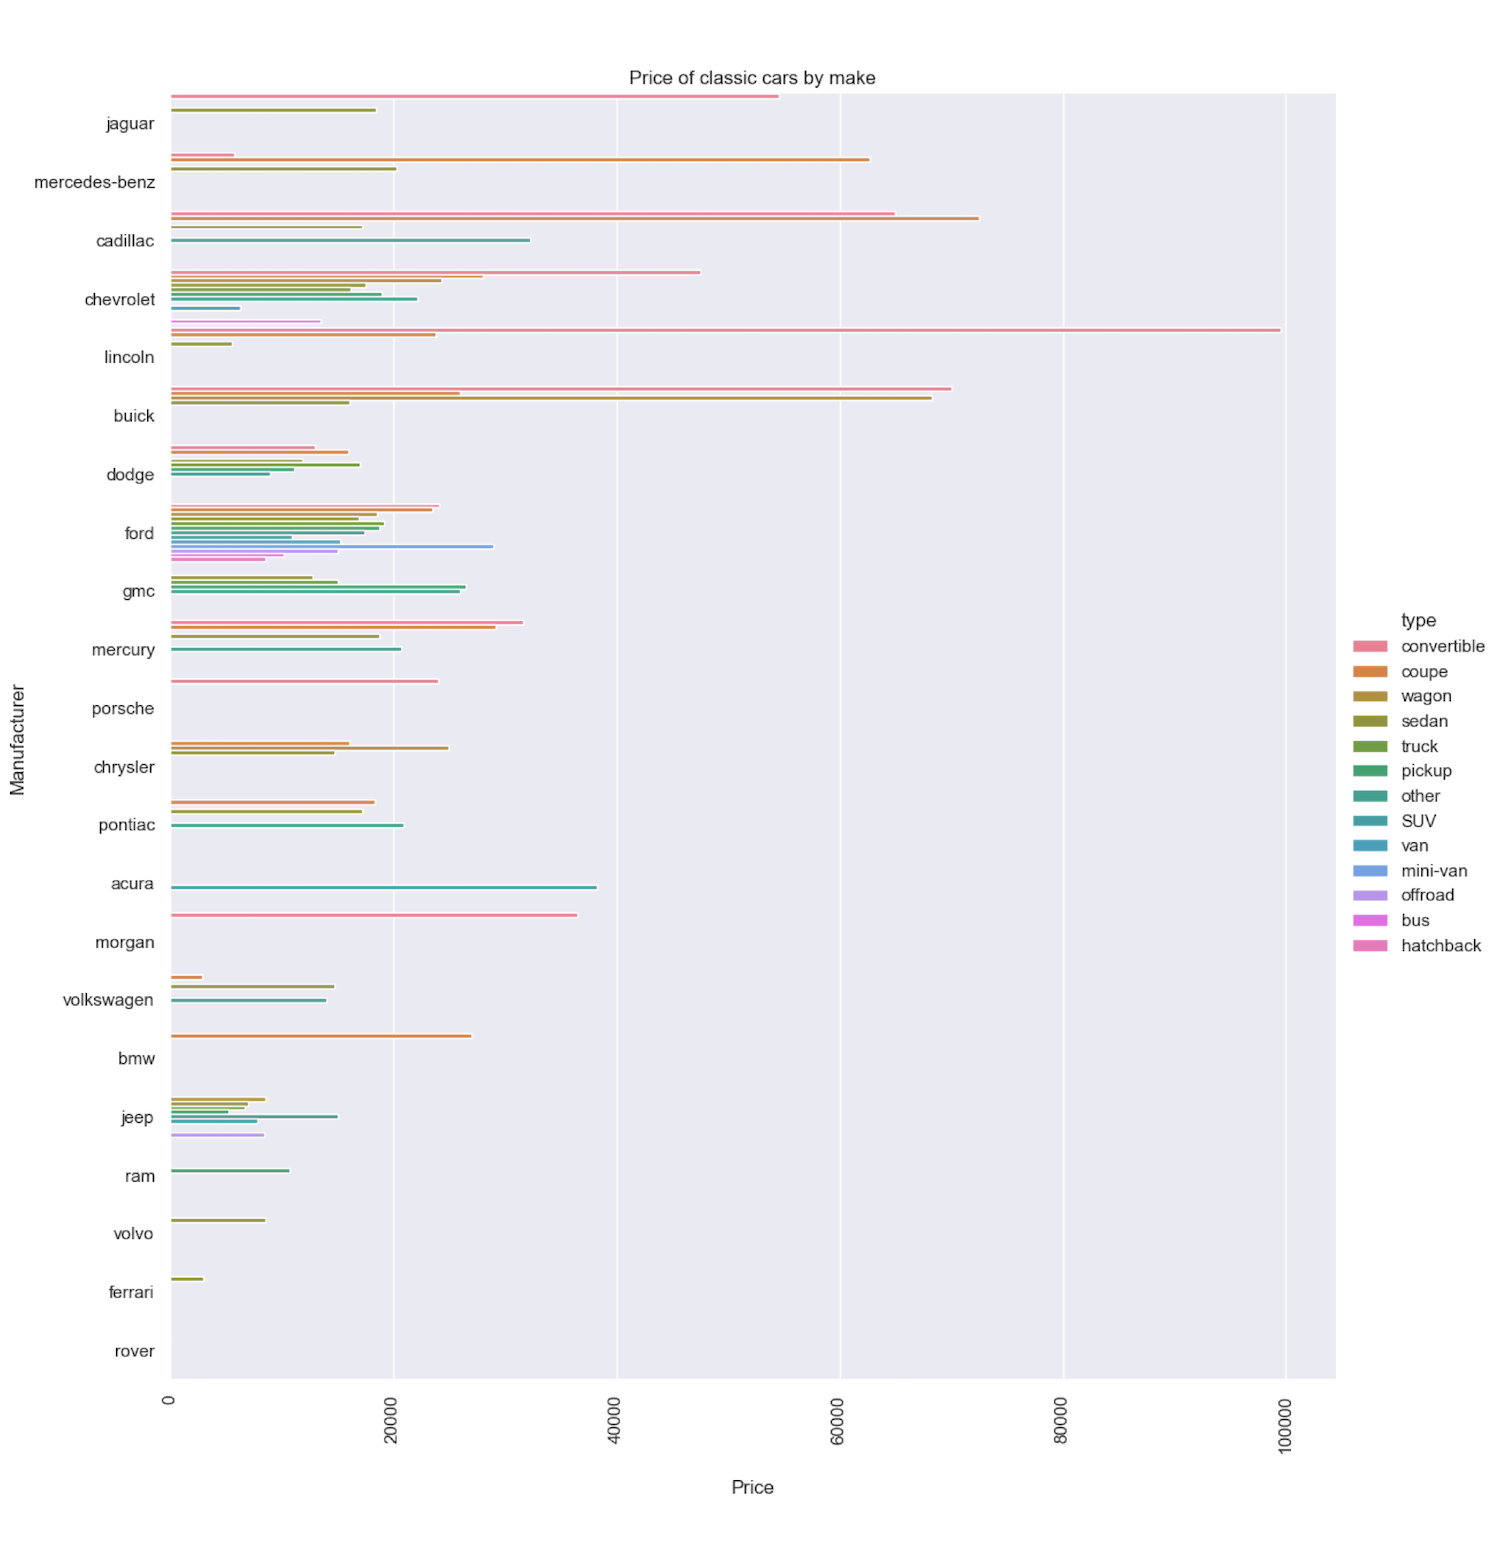 Price of classic cars by make
jaguar
mercedes-benz
cadillac
chevrolet
lincoln
buick
dodge
ford
gmc
mercury
porsche
chrysler
pontiac
acura
morgan
volkswagen
bmw
jeep
ram
volvo
ferrari
rover
Manufacturer
0
20000
40000
60000
80000
100000
Price
type
convertible
coupe
wagon
sedan
truck
pickup
other
SUV
van
mini-van
offroad
bus
hatchback